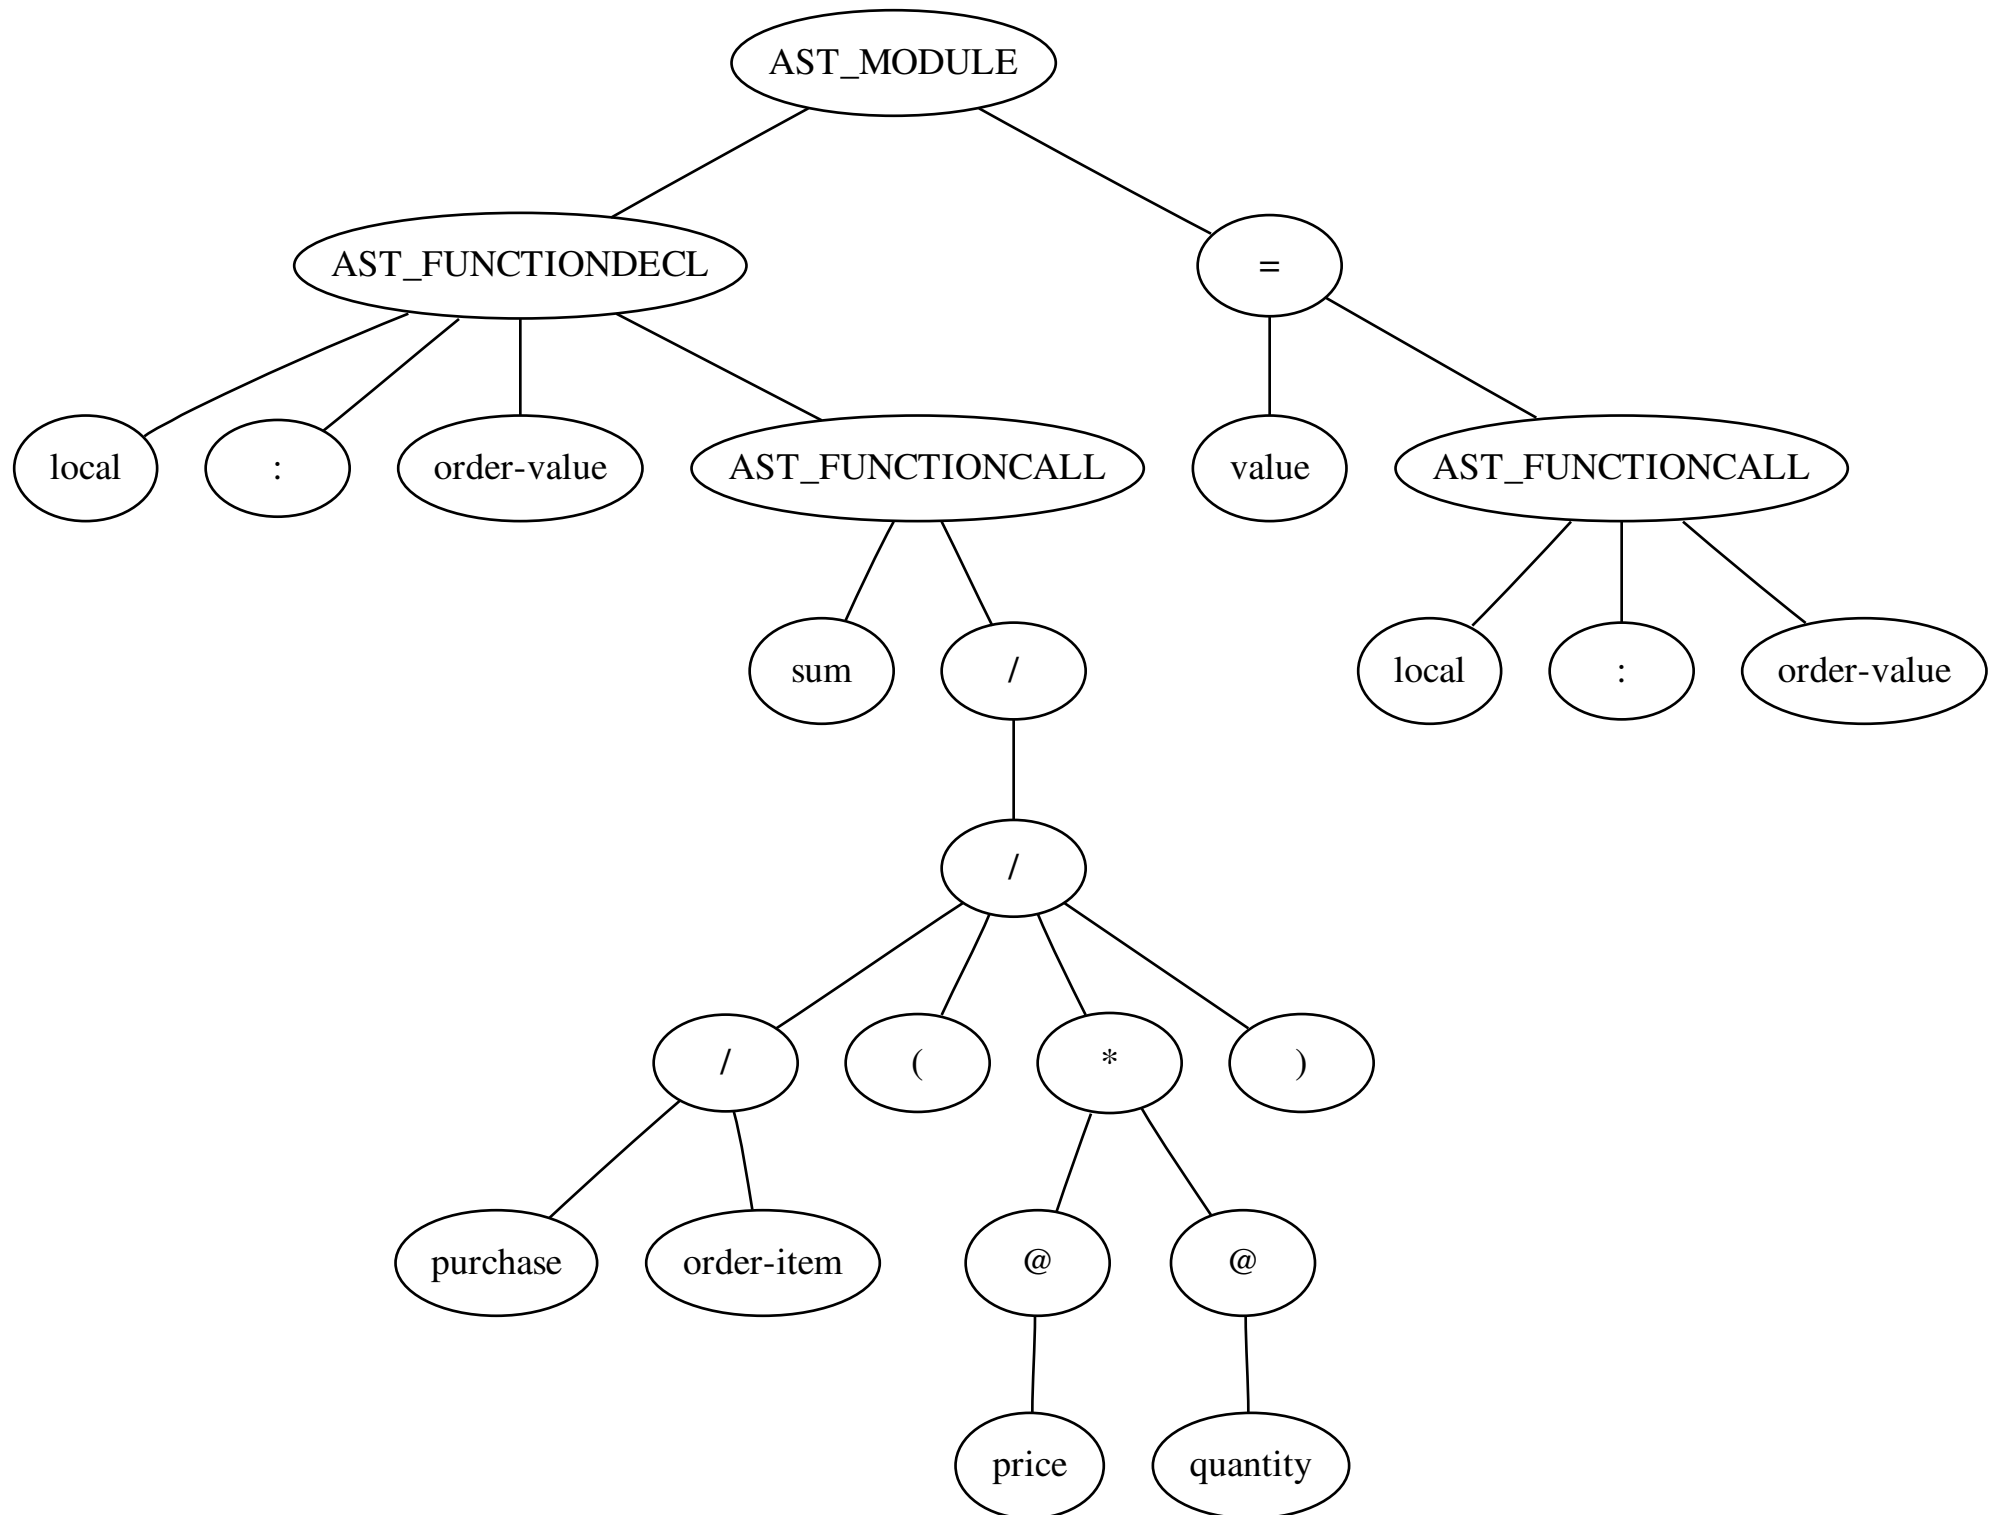 AST_MODULE
AST_FUNCTIONDECL =
local : order-value AST_FUNCTIONCALL value AST_FUNCTIONCALL
sum / local : order-value
/
/ ( * )
purchase order-item @ @
price quantity